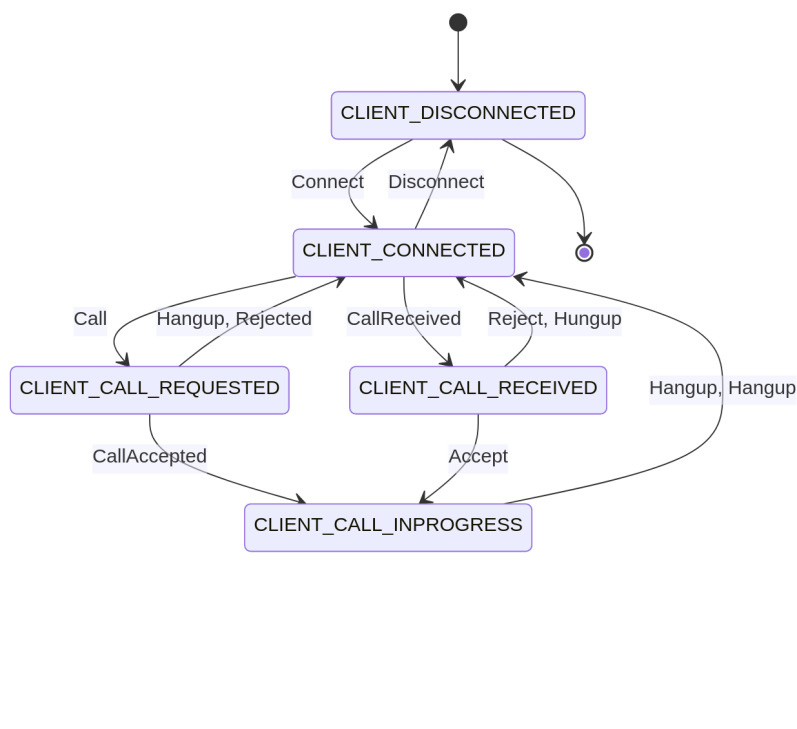 CLIENT_DISCONNECTED
Connect
Disconnect
CLIENT_CONNECTED
Call
Hangup, Rejected
CallReceived
Reject, Hungup
CLIENT_CALL_REQUESTED
CLIENT_CALL_RECEIVED
Hangup, Hangup
CallAccepted
Accept
CLIENT_CALL_INPROGRESS